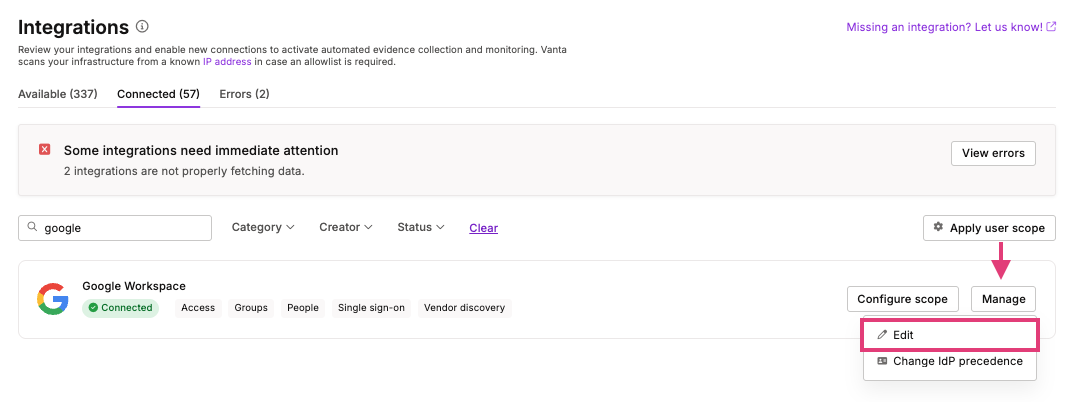 Integrations
Missing an integration? Let us know!
Review your integrations and enable new connections to activate automated evidence collection and monitoring. Vanta
scans your infrastructure from a known IP address in case an allowlist is required.
Available (337) Connected (57) Errors (2)
Some integrations need immediate attention
2 integrations are not properly fetching data.
View errors
google Category Creator Status Clear Apply user scope
Google Workspace
Connected Access Groups People Single sign-on Vendor discovery
Configure scope Manage
Edit
Change IdP precedence